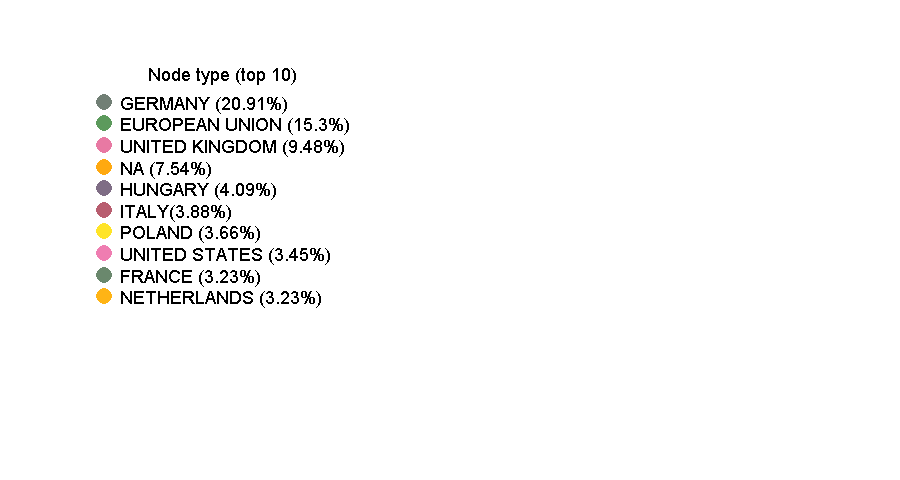 Node type (top 10)
GERMANY (20.91%)
EUROPEAN UNION (15.3%)
UNITED KINGDOM (9.48%)
NA (7.54%)
HUNGARY (4.09%)
ITALY(3.88%)
POLAND (3.66%)
UNITED STATES (3.45%)
FRANCE (3.23%)
NETHERLANDS (3.23%)